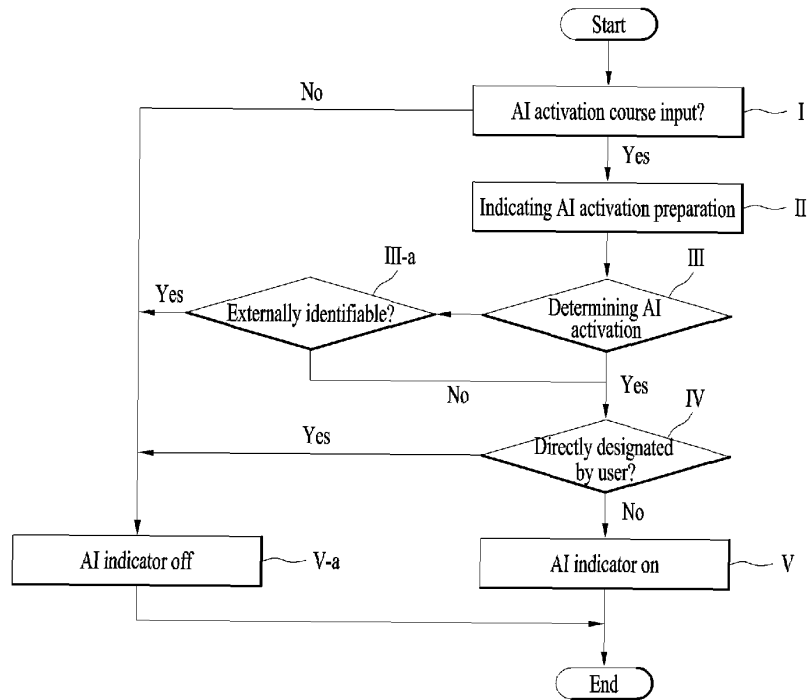 Start
No
AI activation course input?
I
Yes
Indicating AI activation preparation
II
III-a
III
Yes
Externally identifiable?
Determining AI
activation
No
Yes
IV
Yes
Directly designated
by user?
No
AI indicator off
V-a
AI indicator on
V
End